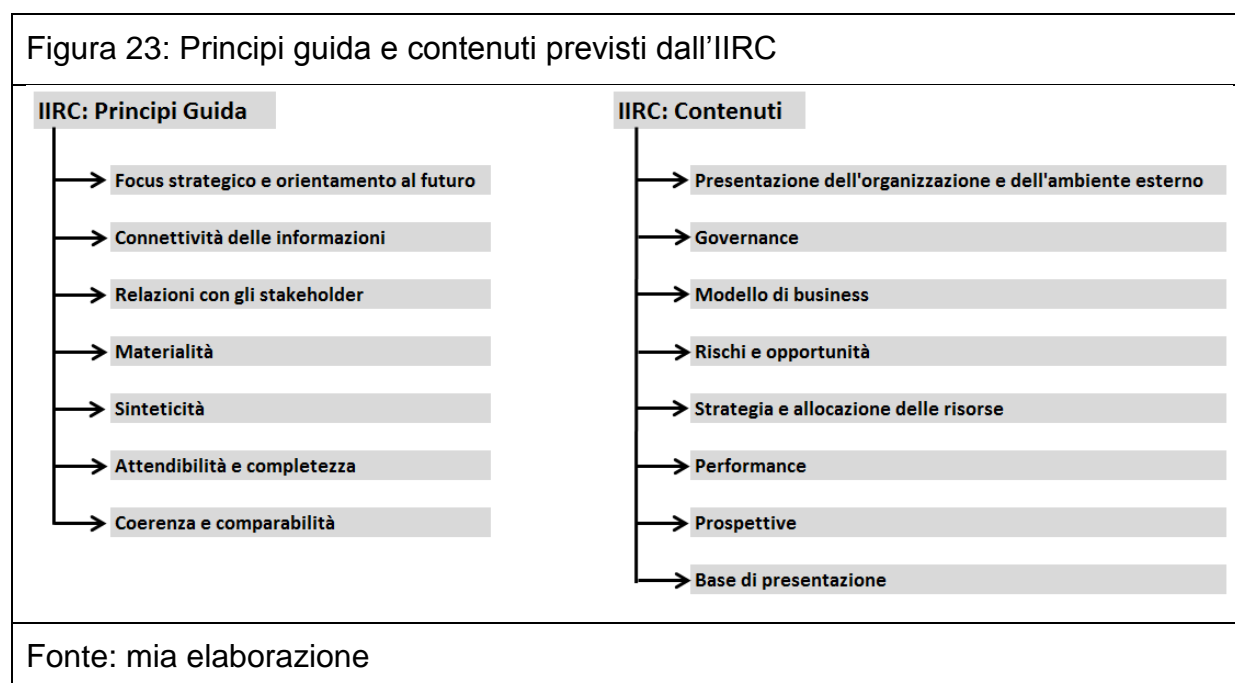 Figura 23: Principi guida e contenuti previsti dall’IIRC
IIRC: Principi Guida
Focus strategico e orientamento al futuro
Connettività delle informazioni
Relazioni con gli stakeholder
Materialità
Sinteticità
Attendibilità e completezza
Coerenza e comparabilità
IIRC: Contenuti
Presentazione dell'organizzazione e dell'ambiente esterno
Governance
Modello di business
Rischi e opportunità
Strategia e allocazione delle risorse
Performance
Prospettive
Base di presentazione
Fonte: mia elaborazione